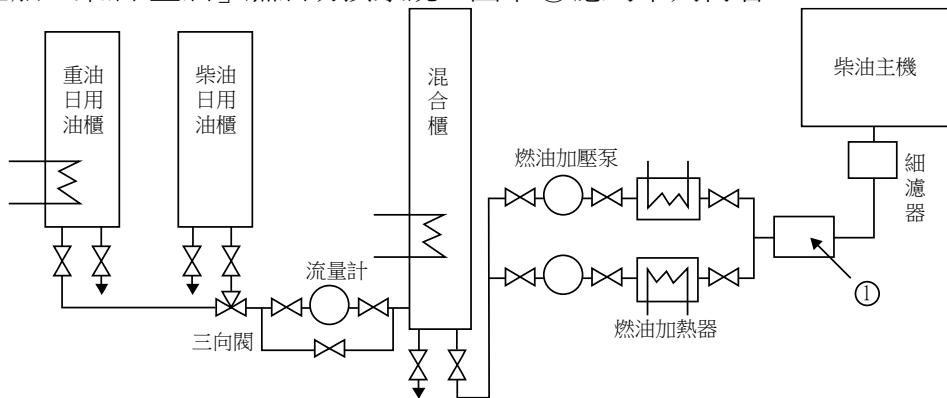 重油
日用
油櫃
柴油
日用
油櫃
混
合
櫃
柴油主機
燃油加壓泵
細
濾
器
流量計
①
三向閥
燃油加熱器